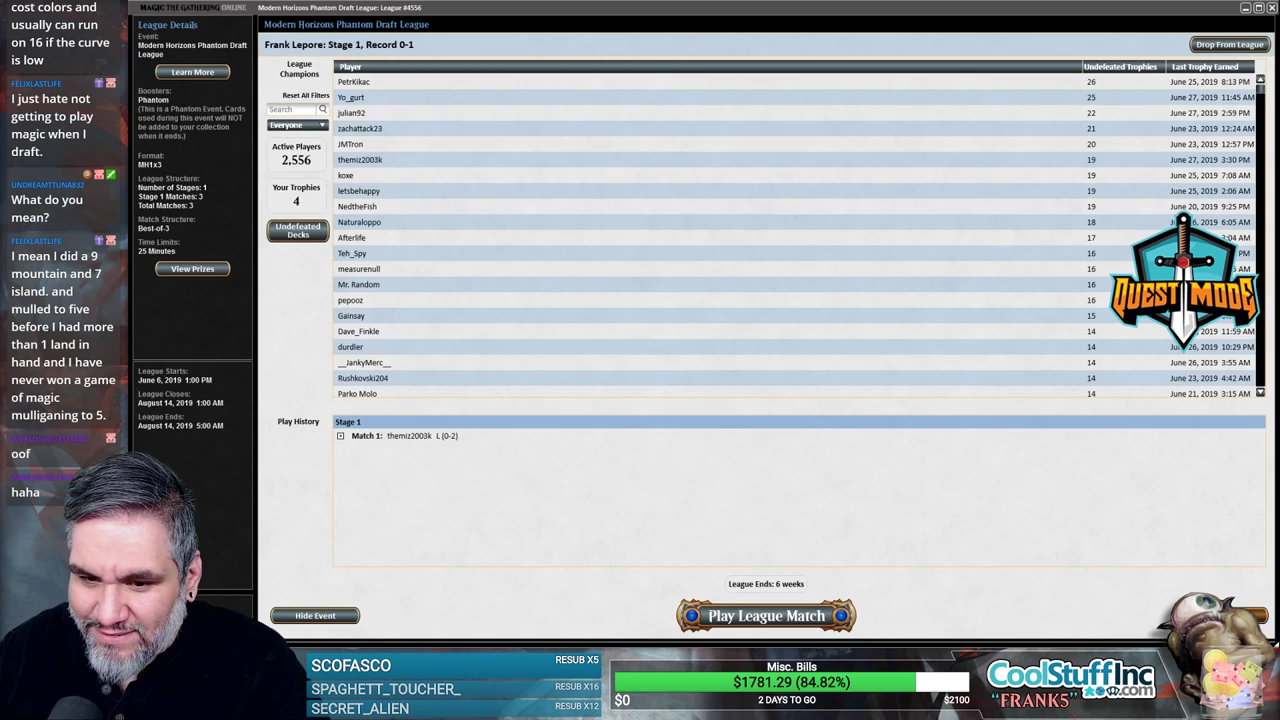 cost colors and
usually can run
on 16 if the curve
is low
FELIXLASTLIFE
I just hate not
getting to play
magic when I
draft.
UNDREAMTTUNA832
What do you
mean?
FELIXLASTLIFE
I mean I did a 9
mountain and 7
island. and
mulled to five
before I had more
than 1 land in
hand and I have
never won a game
of magic
mulliganing to 5.
oof
haha
MAGIC THE GATHERING ONLINE
Modern Horizons Phantom Draft League: League #4556
League Details
Event:
Modern Horizons Phantom Draft
League
Learn More
Boosters:
Phantom
(This is a Phantom Event. Cards
used during this event will NOT
be added to your collection
when it ends.)
Format:
MH1x3
League Structure:
Number of Stages: 1
Stage 1 Matches: 3
Total Matches: 3
Match Structure:
Best-of-3
Time Limits:
25 Minutes
View Prizes
League Starts:
June 6, 2019 1:00 PM
League Closes:
August 14, 2019 1:00 AM
League Ends:
August 14, 2019 5:00 AM
Modern Horizons Phantom Draft League
Frank Lepore: Stage 1, Record 0-1
Drop From League
League
Champions
Reset All Filters
Search
Everyone
Active Players
2,556
Your Trophies
4
Undefeated
Decks
Player Undefeated Trophies Last Trophy Earned
PetrKikac 26 June 25, 2019 8:13 PM
Yo_gurt 25 June 27, 2019 11:45 AM
julian92 22 June 27, 2019 2:59 PM
zachattack23 21 June 23, 2019 12:24 AM
JMTron 20 June 23, 2019 12:57 PM
themiz2003k 19 June 27, 2019 3:30 PM
koxe 19 June 25, 2019 7:08 AM
letsbehappy 19 June 25, 2019 2:06 AM
NedtheFish 19 June 20, 2019 9:25 PM
Naturaloppo 18 2019 6:05 AM
Afterlife 17 3:04 AM
Teh_Spy 16 PM
measurenull 16 AM
Mr. Random 16
pepooz 16
Gainsay 15
Dave_Finkle 14 2019 11:59 AM
durdler 14 26, 2019 10:29 PM
__JankyMerc__ 14 June 26, 2019 3:55 AM
Rushkovski204 14 June 23, 2019 4:42 AM
Parko Molo 14 June 21, 2019 3:15 AM
QUEST MODE
Play History
Stage 1
Match 1: themiz2003k L (0-2)
League Ends: 6 weeks
Hide Event
Play League Match
SCOFASCO RESUB X5
SPAGHETT_TOUCHER_ RESUB X16
SECRET_ALIEN RESUB X12
Misc. Bills
$1781.29 (84.82%)
$0 2 DAYS TO GO $2100
CoolStuffInc
.com
"FRANK5"